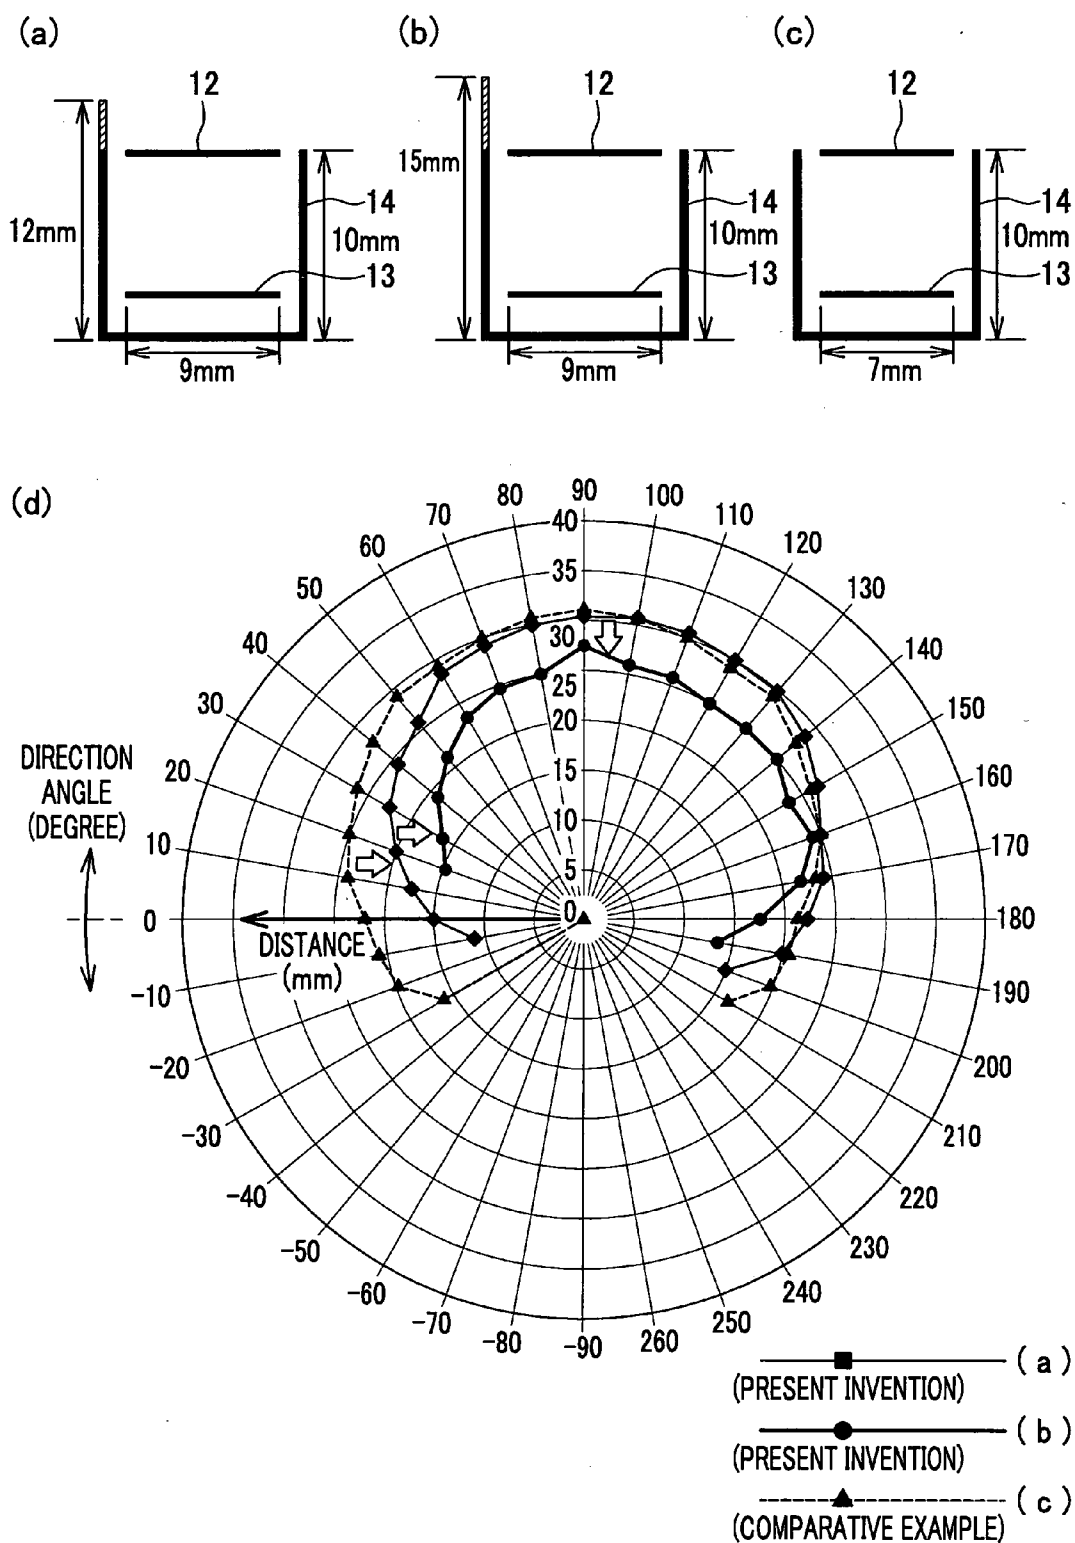 (a)
(b)
(c)
12
12
12
12mm
15mm
14
14
14
10mm
10mm
10mm
13
13
13
9mm
9mm
7mm
(d)
90
80
100
70
110
60
120
50
130
40
140
30
150
20
160
10
170
0
180
-10
190
-20
200
-30
210
-40
220
-50
230
-60
240
-70
250
-80
260
-90
40
35
30
25
20
15
10
5
0
DIRECTION
ANGLE
(DEGREE)
DISTANCE
(mm)
(a)
(PRESENT INVENTION)
(b)
(PRESENT INVENTION)
(c)
(COMPARATIVE EXAMPLE)